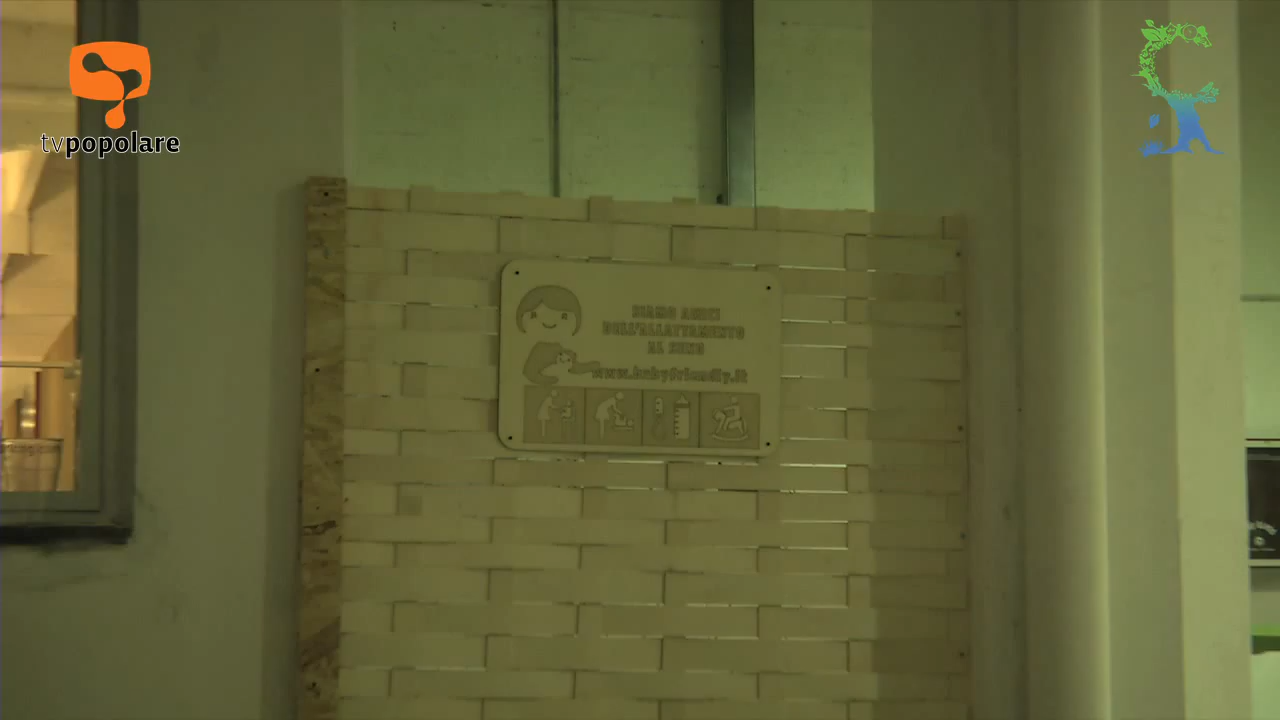 tvpopolare
SIAMO AMICI
DELL'ALLATTAMENTO
AL SENO
www.babyfriendly.it